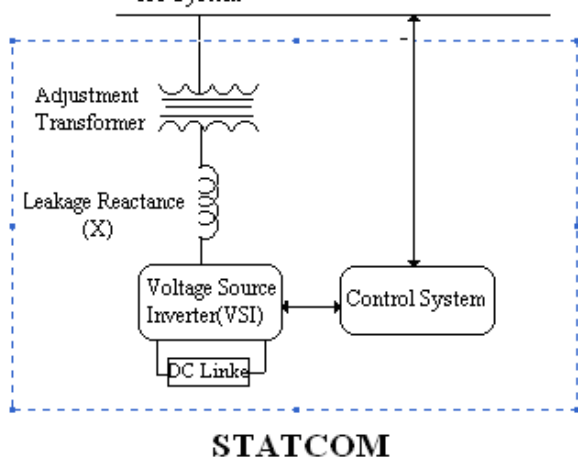 Adjustment
Transformer
Leakage Reactance
(X)
Voltage Source
Inverter(VSI)
Control System
DC Linke
STATCOM